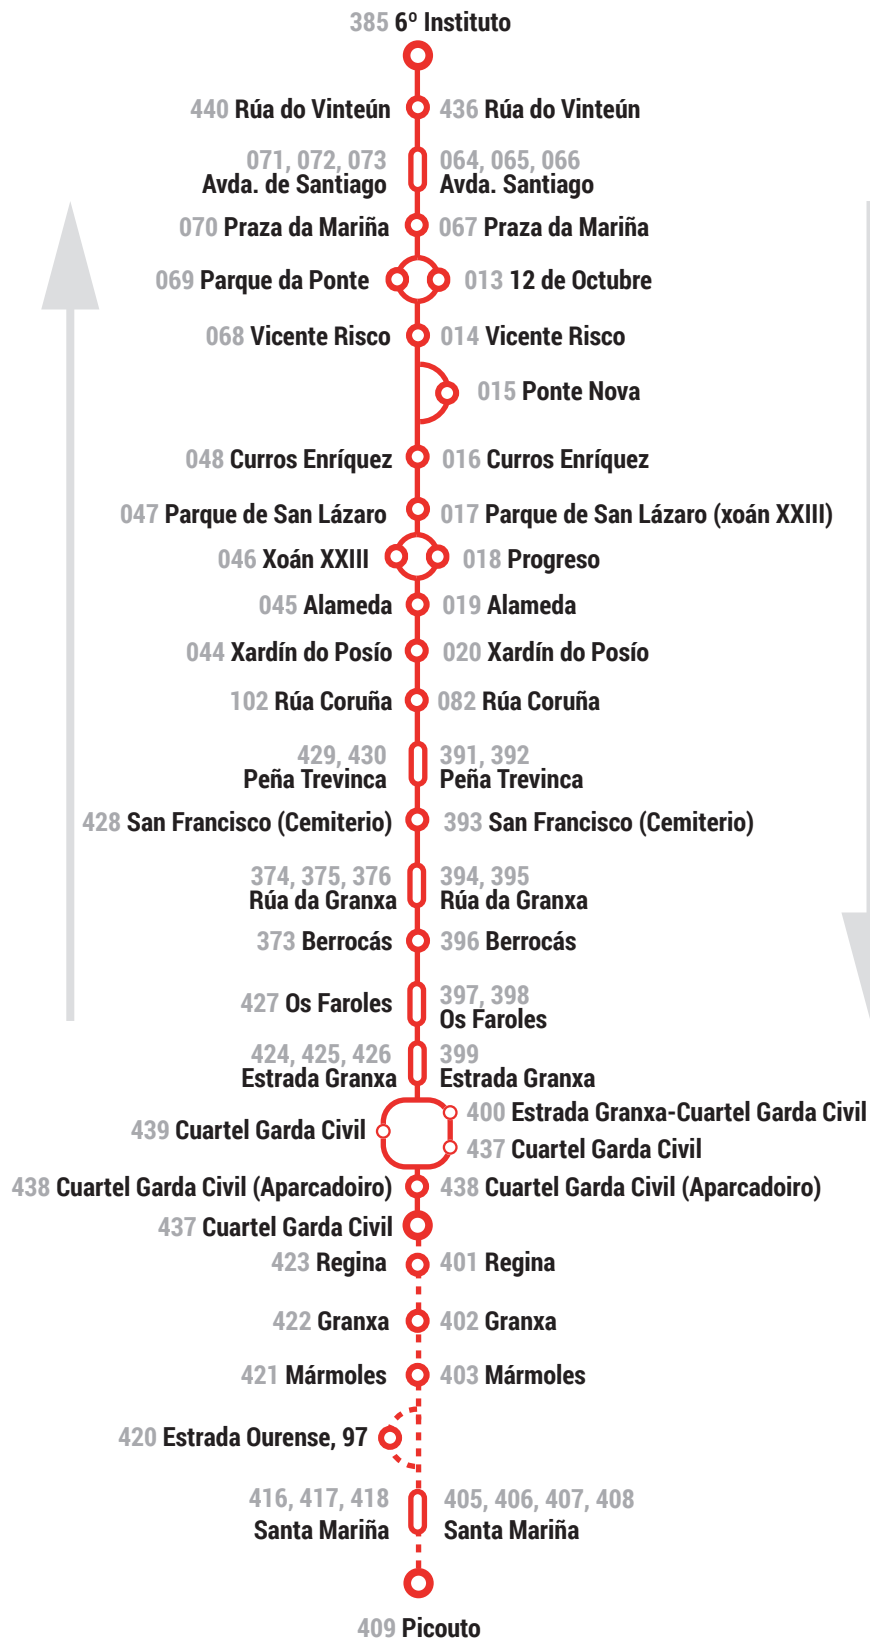 385 6º Instituto
440 Rúa do Vinteún
436 Rúa do Vinteún
071, 072, 073
Avda. de Santiago
064, 065, 066
Avda. Santiago
070 Praza da Mariña
067 Praza da Mariña
069 Parque da Ponte
013 12 de Octubre
068 Vicente Risco
014 Vicente Risco
015 Ponte Nova
048 Curros Enríquez
016 Curros Enríquez
047 Parque de San Lázaro
017 Parque de San Lázaro (xoán XXIII)
046 Xoán XXIII
018 Progreso
045 Alameda
019 Alameda
044 Xardín do Posío
020 Xardín do Posío
102 Rúa Coruña
082 Rúa Coruña
429, 430
Peña Trevinca
391, 392
Peña Trevinca
428 San Francisco (Cemiterio)
393 San Francisco (Cemiterio)
374, 375, 376
Rúa da Granxa
394, 395
Rúa da Granxa
373 Berrocás
396 Berrocás
427 Os Faroles
397, 398
Os Faroles
424, 425, 426
Estrada Granxa
399
Estrada Granxa
439 Cuartel Garda Civil
400 Estrada Granxa-Cuartel Garda Civil
437 Cuartel Garda Civil
438 Cuartel Garda Civil (Aparcadoiro)
438 Cuartel Garda Civil (Aparcadoiro)
437 Cuartel Garda Civil
423 Regina
401 Regina
422 Granxa
402 Granxa
421 Mármoles
403 Mármoles
420 Estrada Ourense, 97
416, 417, 418
Santa Mariña
405, 406, 407, 408
Santa Mariña
409 Picouto